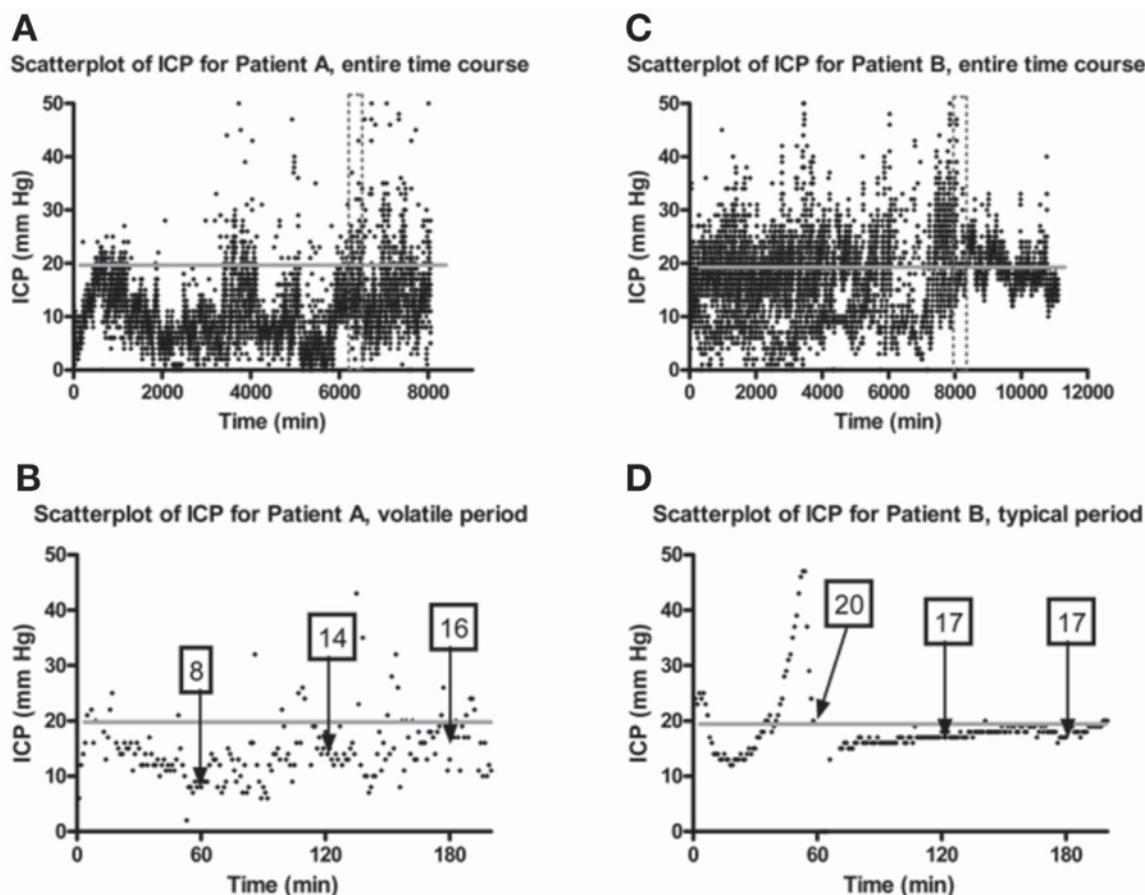 A
Scatterplot of ICP for Patient A, entire time course
50
40
30
20
10
0
ICP (mm Hg)
0 2000 4000 6000 8000
Time (min)
C
Scatterplot of ICP for Patient B, entire time course
50
40
30
20
10
0
ICP (mm Hg)
0 2000 4000 6000 8000 10000 12000
Time (min)
B
Scatterplot of ICP for Patient A, volatile period
50
40
30
20
10
0
ICP (mm Hg)
8
14
16
0 60 120 180
Time (min)
D
Scatterplot of ICP for Patient B, typical period
50
40
30
20
10
0
ICP (mm Hg)
20
17
17
0 60 120 180
Time (min)